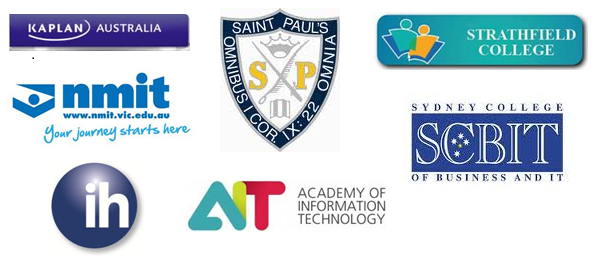 KAPLAN AUSTRALIA
SAINT PAUL'S
OMNIBUS I COR. IX: 22 OMNIA
S P
STRATHFIELD
COLLEGE
nmit
www.nmit.vic.edu.au
Your journey starts here
SYDNEY COLLEGE
SCBIT
OF BUSINESS AND IT
ih
AIT
ACADEMY OF
INFORMATION
TECHNOLOGY